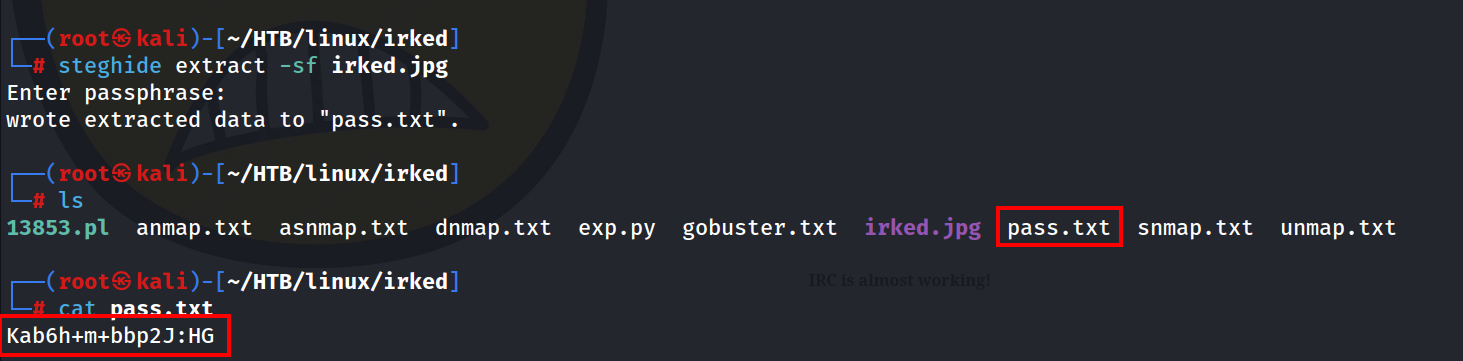 ┌──(root㉿kali)-[~/HTB/linux/irked]
└─# steghide extract -sf irked.jpg
Enter passphrase:
wrote extracted data to "pass.txt".
┌──(root㉿kali)-[~/HTB/linux/irked]
└─# ls
13853.pl anmap.txt asnmap.txt dnmap.txt exp.py gobuster.txt irked.jpg pass.txt snmap.txt unmap.txt
IRC is almost working!
┌──(root㉿kali)-[~/HTB/linux/irked]
└─# cat pass.txt
Kab6h+m+bbp2J:HG